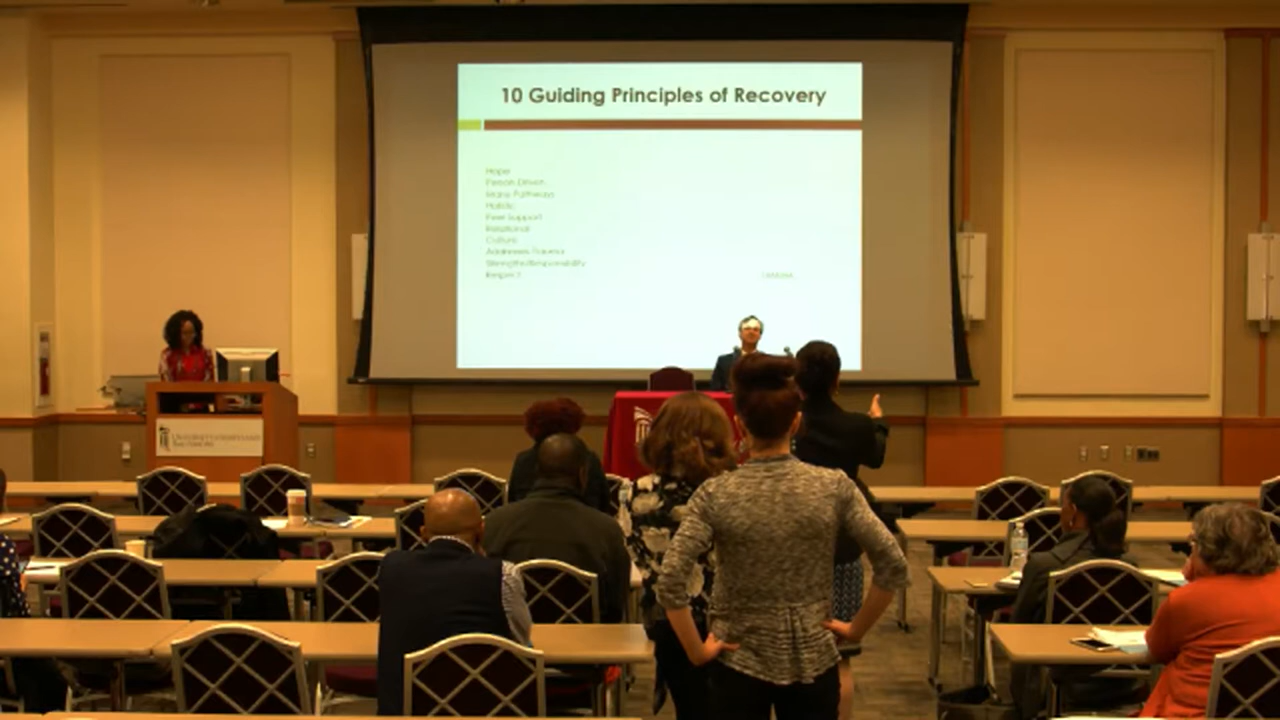 10 Guiding Principles of Recovery
Hope
Person Driven
Many Pathways
Holistic
Peer Support
Relational
Culture
Addresses Trauma
Strengths/Responsibility
Respect
SAMHSA